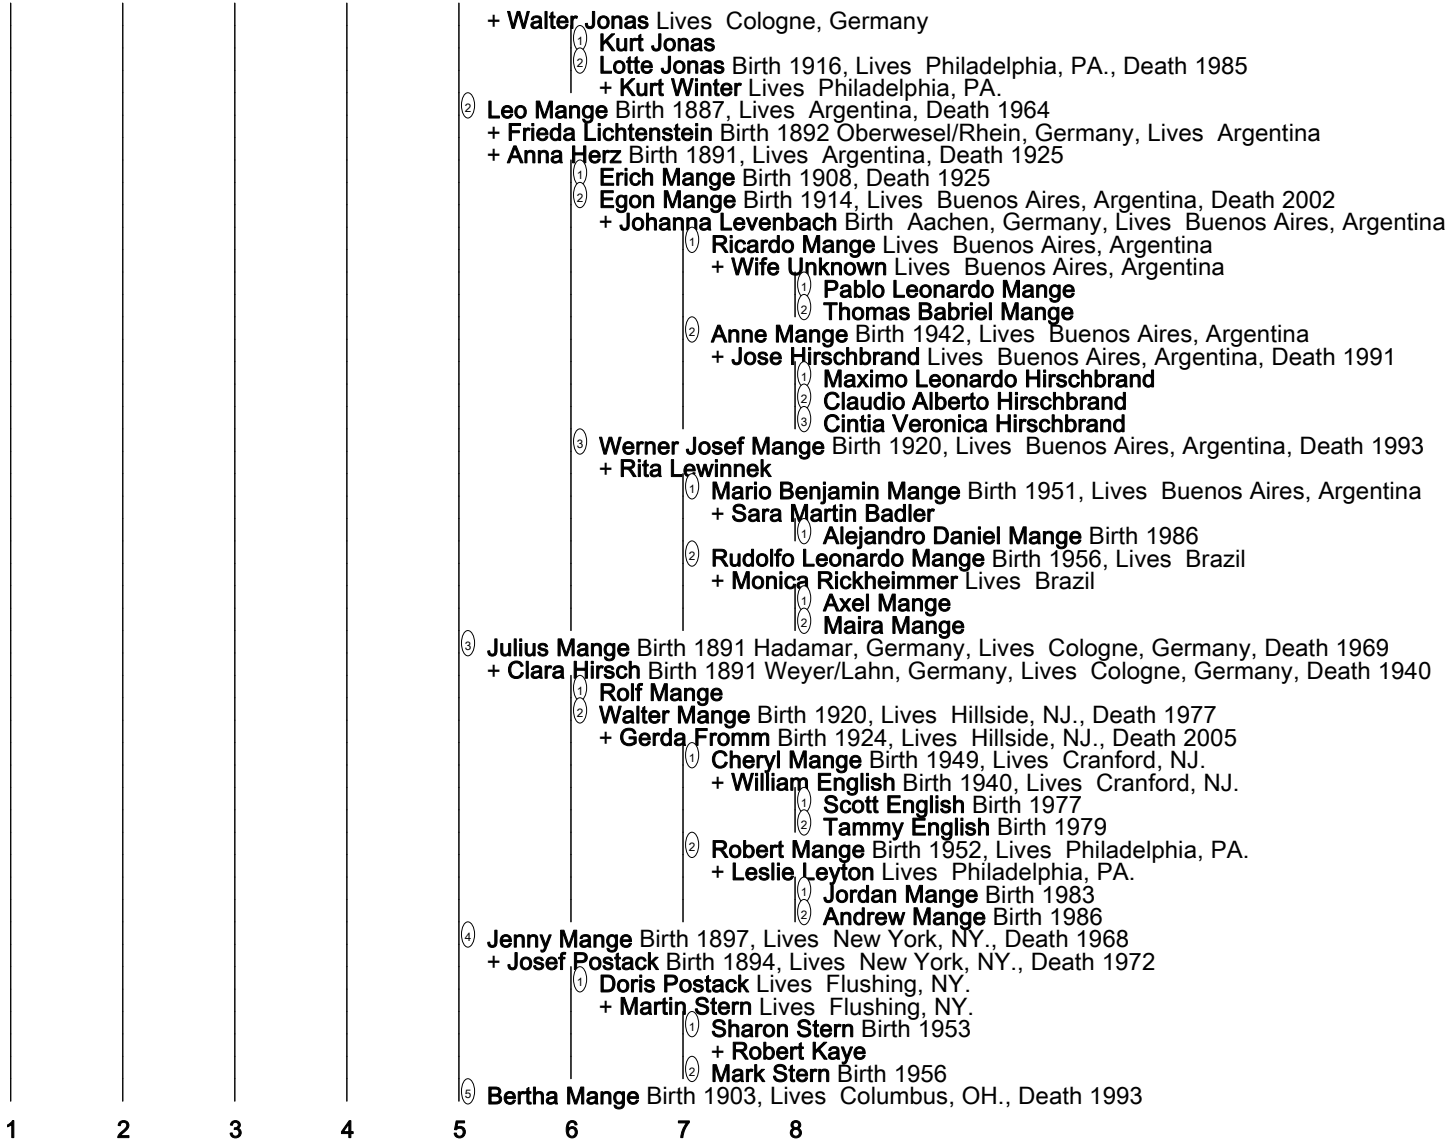 + Walter Jonas Lives Cologne, Germany
1 Kurt Jonas
2 Lotte Jonas Birth 1916, Lives Philadelphia, PA., Death 1985
+ Kurt Winter Lives Philadelphia, PA.
2 Leo Mange Birth 1887, Lives Argentina, Death 1964
+ Frieda Lichtenstein Birth 1892 Oberwesel/Rhein, Germany, Lives Argentina
+ Anna Herz Birth 1891, Lives Argentina, Death 1925
1 Erich Mange Birth 1908, Death 1925
2 Egon Mange Birth 1914, Lives Buenos Aires, Argentina, Death 2002
+ Johanna Levenbach Birth Aachen, Germany, Lives Buenos Aires, Argentina
1 Ricardo Mange Lives Buenos Aires, Argentina
+ Wife Unknown Lives Buenos Aires, Argentina
1 Pablo Leonardo Mange
2 Thomas Babriel Mange
2 Anne Mange Birth 1942, Lives Buenos Aires, Argentina
+ Jose Hirschbrand Lives Buenos Aires, Argentina, Death 1991
1 Maximo Leonardo Hirschbrand
2 Claudio Alberto Hirschbrand
3 Cintia Veronica Hirschbrand
3 Werner Josef Mange Birth 1920, Lives Buenos Aires, Argentina, Death 1993
+ Rita Lewinnek
1 Mario Benjamin Mange Birth 1951, Lives Buenos Aires, Argentina
+ Sara Martin Badler
1 Alejandro Daniel Mange Birth 1986
2 Rudolfo Leonardo Mange Birth 1956, Lives Brazil
+ Monica Rickheimmer Lives Brazil
1 Axel Mange
2 Maira Mange
3 Julius Mange Birth 1891 Hadamar, Germany, Lives Cologne, Germany, Death 1969
+ Clara Hirsch Birth 1891 Weyer/Lahn, Germany, Lives Cologne, Germany, Death 1940
1 Rolf Mange
2 Walter Mange Birth 1920, Lives Hillside, NJ., Death 1977
+ Gerda Fromm Birth 1924, Lives Hillside, NJ., Death 2005
1 Cheryl Mange Birth 1949, Lives Cranford, NJ.
+ William English Birth 1940, Lives Cranford, NJ.
1 Scott English Birth 1977
2 Tammy English Birth 1979
2 Robert Mange Birth 1952, Lives Philadelphia, PA.
+ Leslie Leyton Lives Philadelphia, PA.
1 Jordan Mange Birth 1983
2 Andrew Mange Birth 1986
4 Jenny Mange Birth 1897, Lives New York, NY., Death 1968
+ Josef Postack Birth 1894, Lives New York, NY., Death 1972
1 Doris Postack Lives Flushing, NY.
+ Martin Stern Lives Flushing, NY.
1 Sharon Stern Birth 1953
+ Robert Kaye
2 Mark Stern Birth 1956
5 Bertha Mange Birth 1903, Lives Columbus, OH., Death 1993
1 2 3 4 5 6 7 8